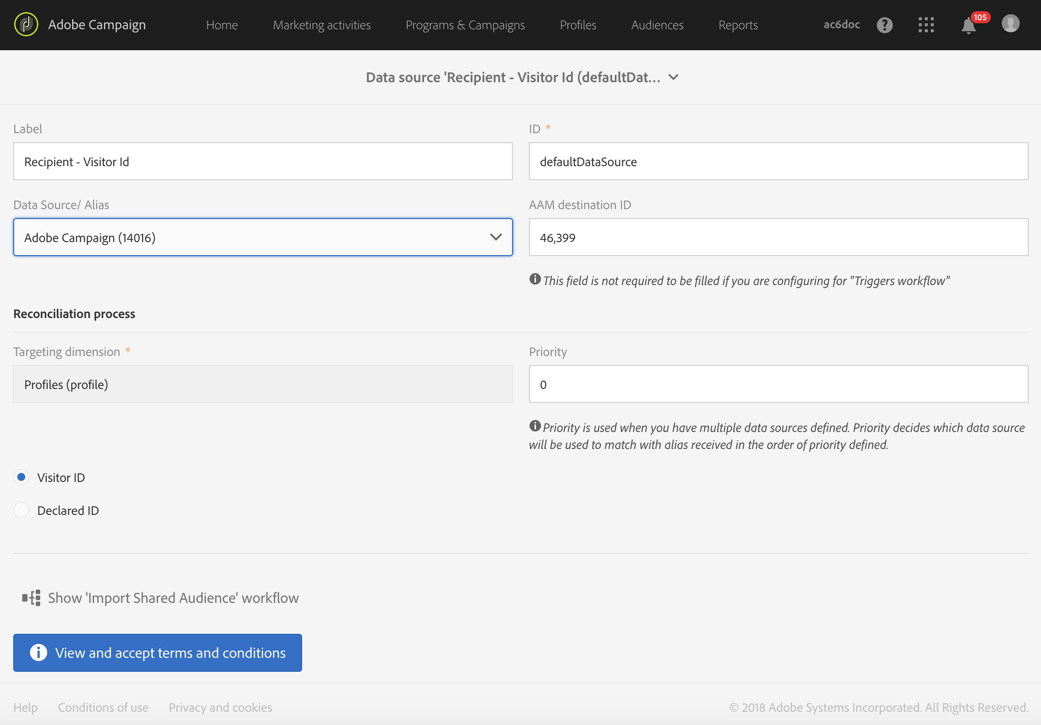 Adobe Campaign
Home Marketing activities Programs & Campaigns Profiles Audiences Reports ac6doc ? 105
Data source 'Recipient - Visitor Id (defaultDat...
Label
Recipient - Visitor Id
ID *
defaultDataSource
Data Source/ Alias
Adobe Campaign (14016)
AAM destination ID
46,399
This field is not required to be filled if you are configuring for "Triggers workflow"
Reconciliation process
Targeting dimension *
Profiles (profile)
Priority
0
Priority is used when you have multiple data sources defined. Priority decides which data source
will be used to match with alias received in the order of priority defined.
Visitor ID
Declared ID
Show 'Import Shared Audience' workflow
View and accept terms and conditions
Help Conditions of use Privacy and cookies © 2018 Adobe Systems Incorporated. All Rights Reserved.